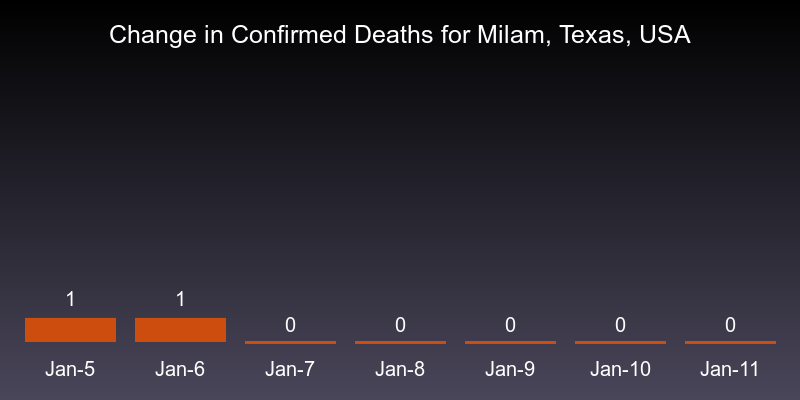 Change in Confirmed Deaths for Milam, Texas, USA
1 1 0 0 0 0 0
Jan-5 Jan-6 Jan-7 Jan-8 Jan-9 Jan-10 Jan-11